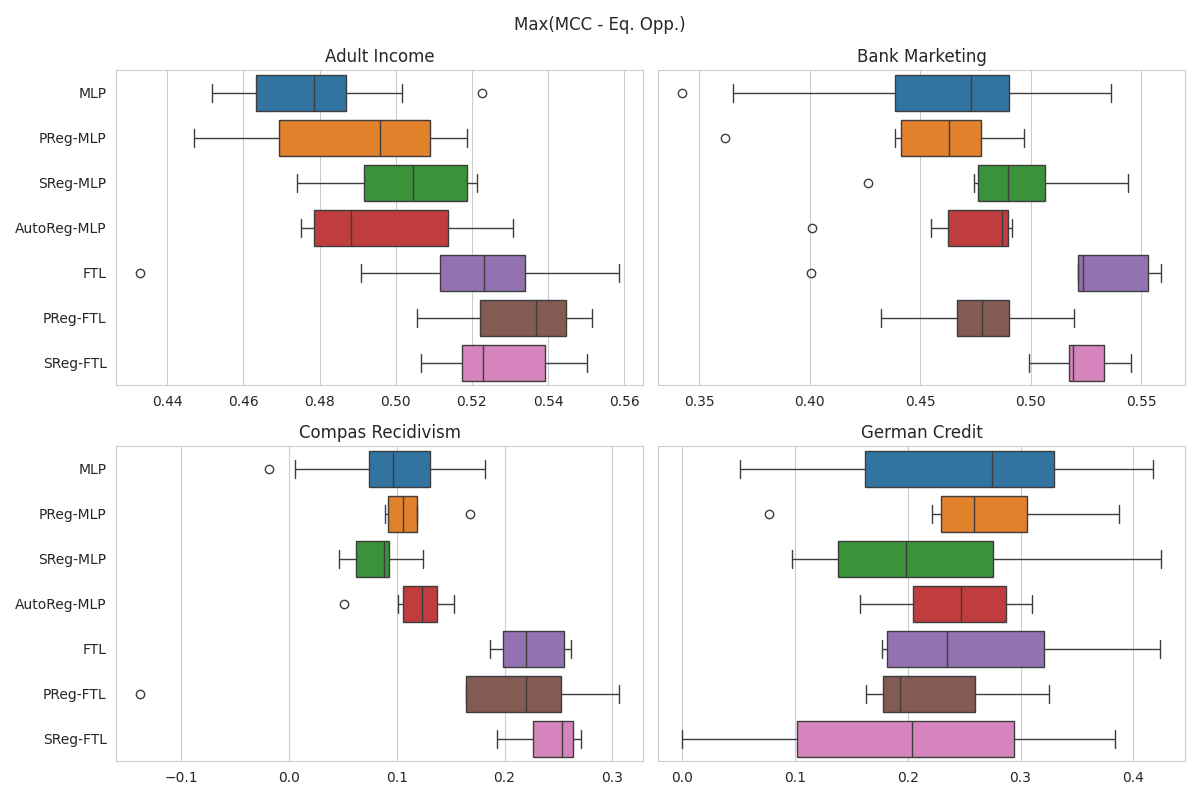 Max(MCC - Eq. Opp.)
Adult Income
Bank Marketing
MLP
PReg-MLP
SReg-MLP
AutoReg-MLP
FTL
PReg-FTL
SReg-FTL
0.44 0.46 0.48 0.50 0.52 0.54 0.56
0.35 0.40 0.45 0.50 0.55
Compas Recidivism
German Credit
MLP
PReg-MLP
SReg-MLP
AutoReg-MLP
FTL
PReg-FTL
SReg-FTL
−0.1 0.0 0.1 0.2 0.3
0.0 0.1 0.2 0.3 0.4